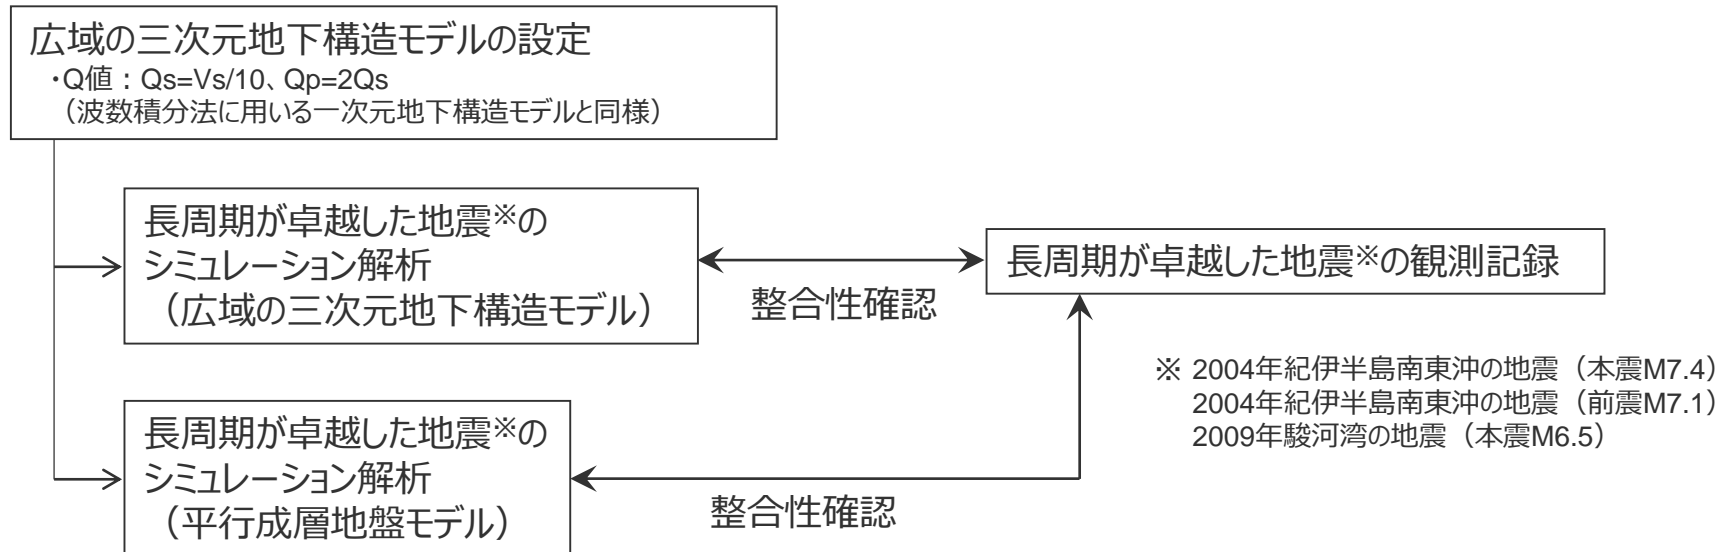 広域の三次元地下構造モデルの設定
・Q値：Qs=Vs/10、Qp=2Qs
（波数積分法に用いる一次元地下構造モデルと同様）
長周期が卓越した地震※の
シミュレーション解析
（広域の三次元地下構造モデル）
整合性確認
長周期が卓越した地震※の観測記録
※ 2004年紀伊半島南東沖の地震（本震M7.4）
2004年紀伊半島南東沖の地震（前震M7.1）
2009年駿河湾の地震（本震M6.5）
長周期が卓越した地震※の
シミュレーション解析
（平行成層地盤モデル）
整合性確認